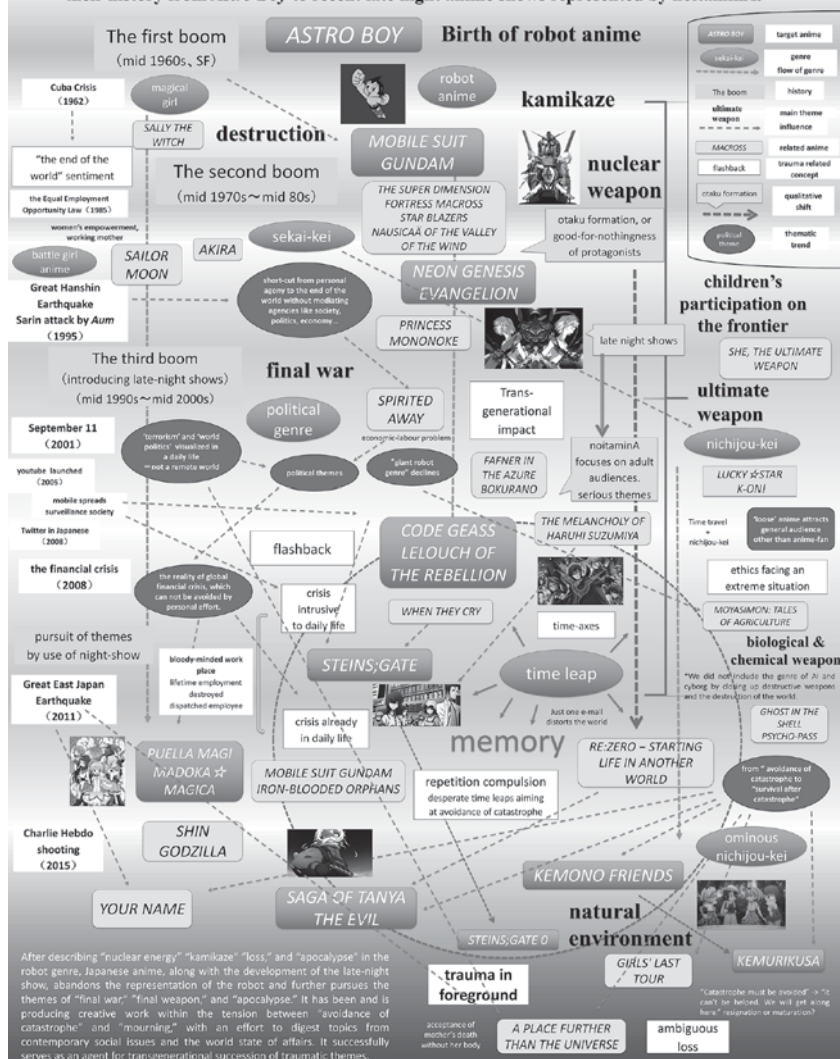 The first boom
(mid 1960s、SF)
ASTRO BOY
Birth of robot anime
Cuba Crisis
(1962)
magical
girl
robot
anime
kamikaze
SALLY THE
WITCH
destruction
MOBILE SUIT
GUNDAM
nuclear
weapon
"the end of the
world" sentiment
The second boom
(mid 1970s～mid 80s)
THE SUPER DIMENSION
FORTRESS MACROSS
STAR BLAZERS
NAUSICAÄ OF THE VALLEY
OF THE WIND
the Equal Employment
Opportunity Law (1985)
women's empowerment,
working mother
otaku formation, or
good-for-nothingness
of protagonists
battle girl
anime
SAILOR
MOON
AKIRA
sekai-kei
NEON GENESIS
EVANGELION
Great Hanshin
Earthquake
Sarin attack by Aum
(1995)
short-cut from personal
agony to the end of the
world without mediating
agencies like society,
politics, economy...
PRINCESS
MONONOKE
late night shows
children's
participation on
the frontier
SHE, THE ULTIMATE
WEAPON
The third boom
(introducing late-night shows)
(mid 1990s～mid 2000s)
final war
political
genre
SPIRITED
AWAY
economic-labour problem
Trans-
generational
impact
ultimate
weapon
nichijou-kei
September 11
(2001)
'terrorism' and 'world
politics' visualized in
a daily life
=not a remote world
political themes
"giant robot
genre" declines
FAFNER IN
THE AZURE
BOKURANO
noitaminA
focuses on adult
audiences.
serious themes
LUCKY☆STAR
K-ON!
youtube launched
(2005)
mobile spreads
surveillance society
Twitter in Japanese
(2008)
flashback
CODE GEASS
LELOUCH OF
THE REBELLION
THE MELANCHOLY OF
HARUHI SUZUMIYA
Time travel
+
nichijou-kei
'loose' anime attracts
general audience
other than anime-fan
the financial crisis
(2008)
the reality of global
financial crisis, which
can not be avoided by
personal effort.
crisis
intrusive
to daily life
WHEN THEY CRY
time-axes
ethics facing an
extreme situation
MOYASIMON: TALES
OF AGRICULTURE
pursuit of themes
by use of night-show
bloody-minded work
place
lifetime employment
destroyed
dispatched employee
STEINS;GATE
time leap
biological &
chemical weapon
*We did not include the genre of AI and
cyborg by closing up destructive weapons
and the destruction of the world.
Great East Japan
Earthquake
(2011)
crisis already
in daily life
Just one e-mail
distorts the world
memory
GHOST IN THE
SHELL
PSYCHO-PASS
PUELLA MAGI
MADOKA☆
MAGICA
MOBILE SUIT GUNDAM
IRON-BLOODED ORPHANS
repetition compulsion
desperate time leaps aiming
at avoidance of catastrophe
RE:ZERO – STARTING
LIFE IN ANOTHER
WORLD
from " avoidance of
catastrophe to
"survival after
catastrophe"
Charlie Hebdo
shooting
(2015)
SHIN
GODZILLA
ominous
nichijou-kei
KEMONO FRIENDS
YOUR NAME
SAGA OF TANYA
THE EVIL
STEINS;GATE 0
natural
environment
KEMURIKUSA
GIRLS' LAST
TOUR
trauma in
foreground
"Catastrophe must be avoided" -> "It
can't be helped. We will get along
here." resignation or maturation?
acceptance of
mother's death
without her body
A PLACE FURTHER
THAN THE UNIVERSE
ambiguous
loss
After describing "nuclear energy" "kamikaze" "loss," and "apocalypse" in the
robot genre, Japanese anime, along with the development of the late-night
show, abandons the representation of the robot and further pursues the
themes of "final war," "final weapon," and "apocalypse." It has been and is
producing creative work within the tension between "avoidance of
catastrophe" and "mourning," with an effort to digest topics from
contemporary social issues and the world state of affairs. It successfully
serves as an agent for transgenerational succession of traumatic themes.
ASTRO BOY
target anime
sekai-kei
genre
flow of genre
The boom
history
ultimate
weapon
main theme
influence
MACROSS
related anime
flashback
trauma related
concept
otaku formation
qualitative
shift
political
theme
thematic
trend